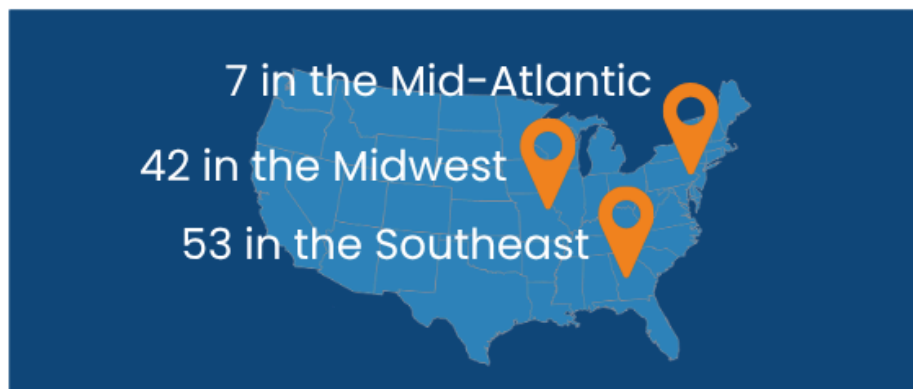 7 in the Mid-Atlantic
42 in the Midwest
53 in the Southeast